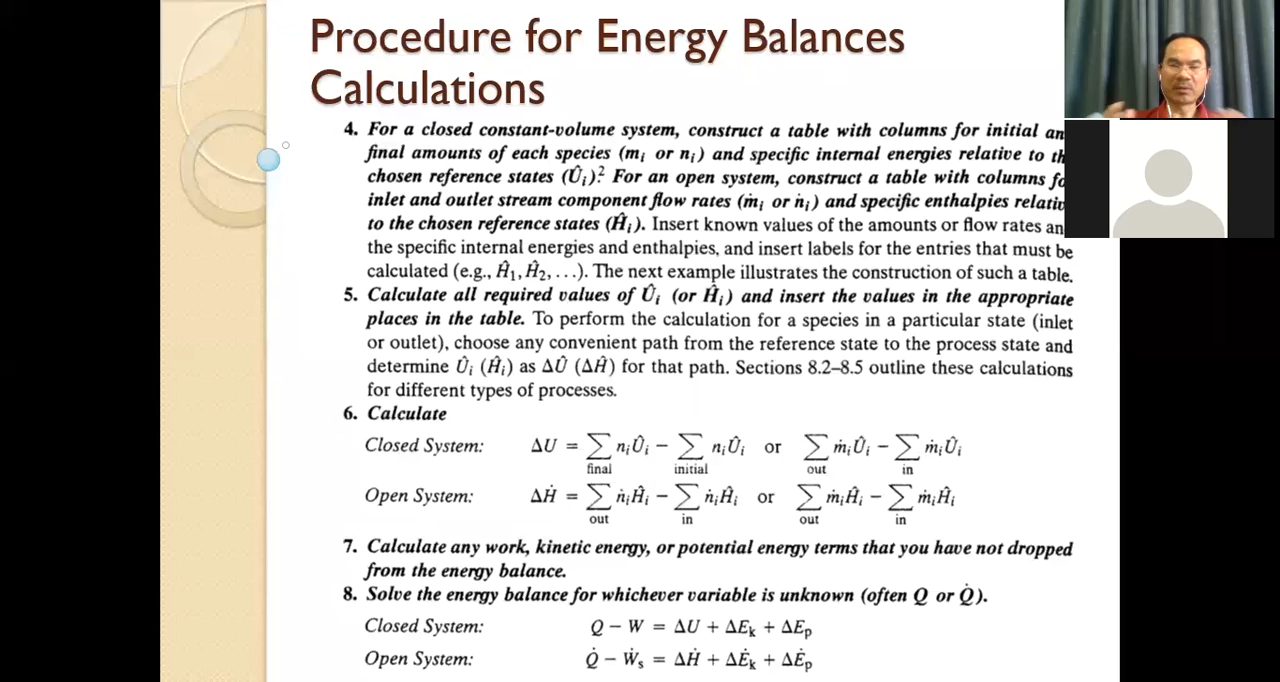 Procedure for Energy Balances
Calculations
4. For a closed constant-volume system, construct a table with columns for initial an
final amounts of each species (mᵢ or nᵢ) and specific internal energies relative to th
chosen reference states (Ûᵢ).² For an open system, construct a table with columns fo
inlet and outlet stream component flow rates (ṁᵢ or ṅᵢ) and specific enthalpies relativ
to the chosen reference states (Ĥᵢ). Insert known values of the amounts or flow rates an
the specific internal energies and enthalpies, and insert labels for the entries that must be
calculated (e.g., Ĥ₁, Ĥ₂, . . .). The next example illustrates the construction of such a table.
5. Calculate all required values of Ûᵢ (or Ĥᵢ) and insert the values in the appropriate
places in the table. To perform the calculation for a species in a particular state (inlet
or outlet), choose any convenient path from the reference state to the process state and
determine Ûᵢ (Ĥᵢ) as ΔÛ (ΔĤ) for that path. Sections 8.2–8.5 outline these calculations
for different types of processes.
6. Calculate
Closed System: ΔU = ∑ nᵢÛᵢ − ∑ nᵢÛᵢ or ∑ ṁᵢÛᵢ − ∑ ṁᵢÛᵢ
final initial out in
Open System: ΔḢ = ∑ ṅᵢĤᵢ − ∑ ṅᵢĤᵢ or ∑ ṁᵢĤᵢ − ∑ ṁᵢĤᵢ
out in out in
7. Calculate any work, kinetic energy, or potential energy terms that you have not dropped
from the energy balance.
8. Solve the energy balance for whichever variable is unknown (often Q or Q̇).
Closed System: Q − W = ΔU + ΔEₖ + ΔEₚ
Open System: Q̇ − Ẇₛ = ΔḢ + ΔĖₖ + ΔĖₚ